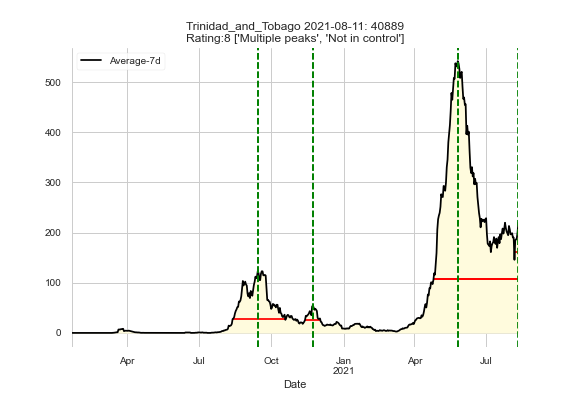 Trinidad_and_Tobago 2021-08-11: 40889
Rating:8 ['Multiple peaks', 'Not in control']
Average-7d
500
400
300
200
100
0
Apr Jul Oct Jan Apr Jul
2021
Date